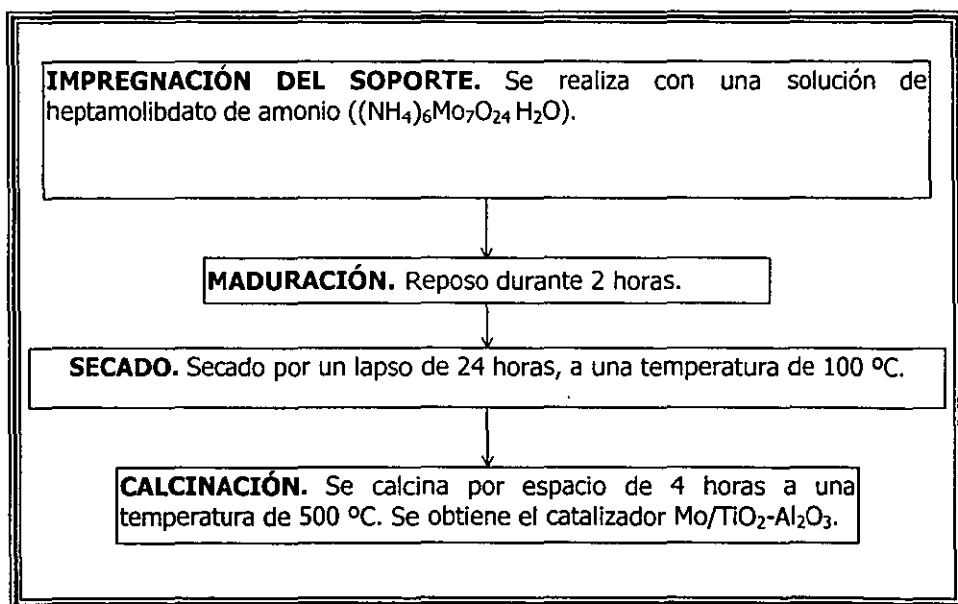 IMPREGNACIÓN DEL SOPORTE. Se realiza con una solución de
heptamolibdato de amonio ((NH₄)₆Mo₇O₂₄ H₂O).
MADURACIÓN. Reposo durante 2 horas.
SECADO. Secado por un lapso de 24 horas, a una temperatura de 100 ºC.
CALCINACIÓN. Se calcina por espacio de 4 horas a una
temperatura de 500 ºC. Se obtiene el catalizador Mo/TiO₂-Al₂O₃.